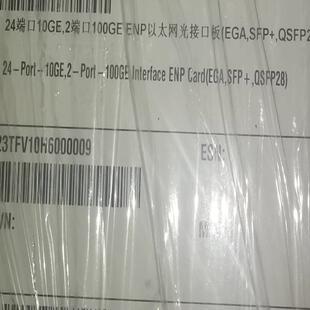 24端口10GE,2端口100GE ENP以太网光接口板(EGA,SFP+,QSFP2
24-Port-10GE,2-Port-100GE Interface ENP Card(EGA,SFP+,QSFP28)
23TFV10H6000009
ESN:
/N: